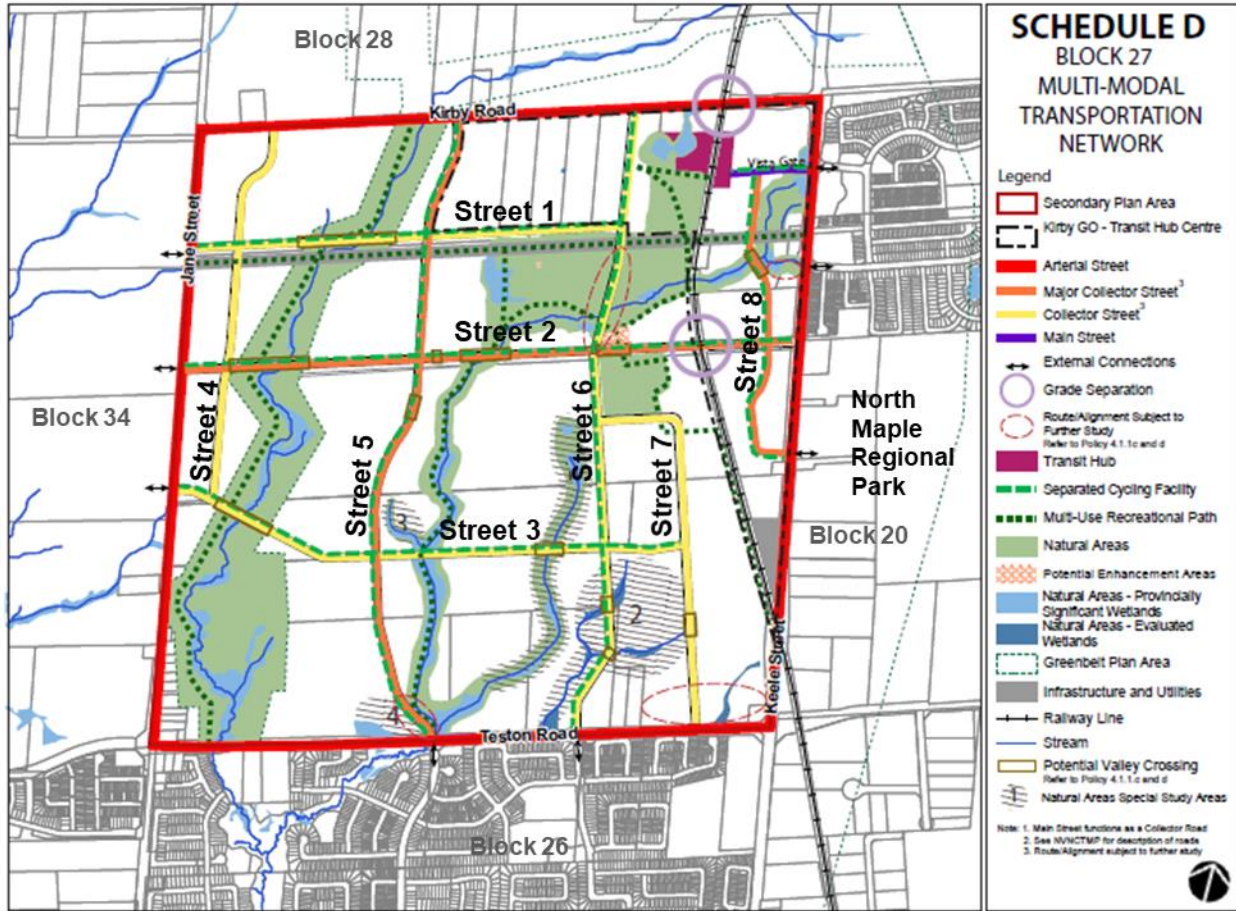 Block 28
Kirby Road
Vista Gate
Jane Street
Street 1
Street 2
Street 8
Street 4
Block 34
Street 5
Street 6
Street 7
North
Maple
Regional
Park
3
Street 3
Block 20
2
Keele Street
4
Teston Road
Block 26
SCHEDULE D
BLOCK 27
MULTI-MODAL
TRANSPORTATION
NETWORK
Legend
Secondary Plan Area
Kirby GO - Transit Hub Centre
Arterial Street
Major Collector Street³
Collector Street³
Main Street
External Connections
Grade Separation
Route/Alignment Subject to
Further Study
Refer to Policy 4.1.1c and d
Transit Hub
Separated Cycling Facility
Multi-Use Recreational Path
Natural Areas
Potential Enhancement Areas
Natural Areas - Provincially
Significant Wetlands
Natural Areas - Evaluated
Wetlands
Greenbelt Plan Area
Infrastructure and Utilities
Railway Line
Stream
Potential Valley Crossing
Refer to Policy 4.1.1.c and d
1
Natural Areas Special Study Areas
Note: 1. Main Street functions as a Collector Road
2. See NVNCTMP for description of roads
3. Route/Alignment subject to further study